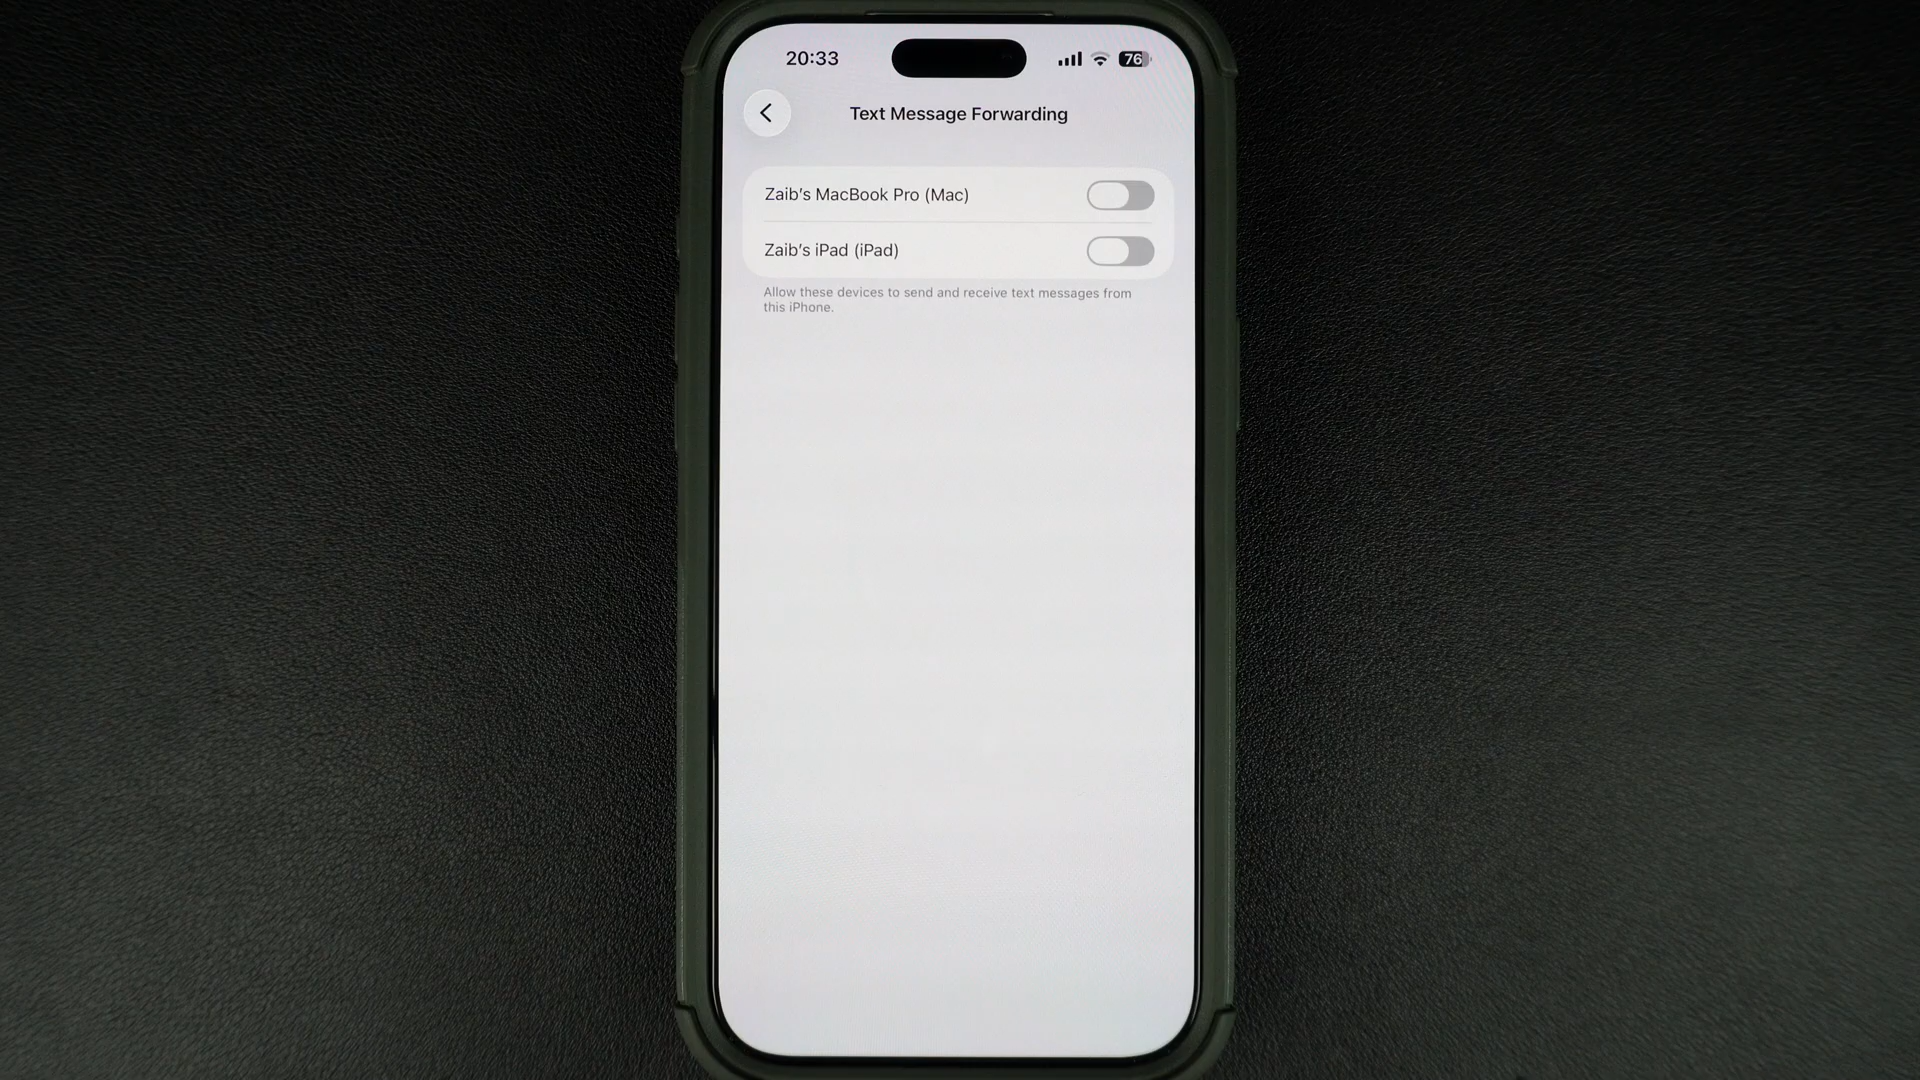 20:33
76
Text Message Forwarding
Zaib's MacBook Pro (Mac)
Zaib's iPad (iPad)
Allow these devices to send and receive text messages from
this iPhone.